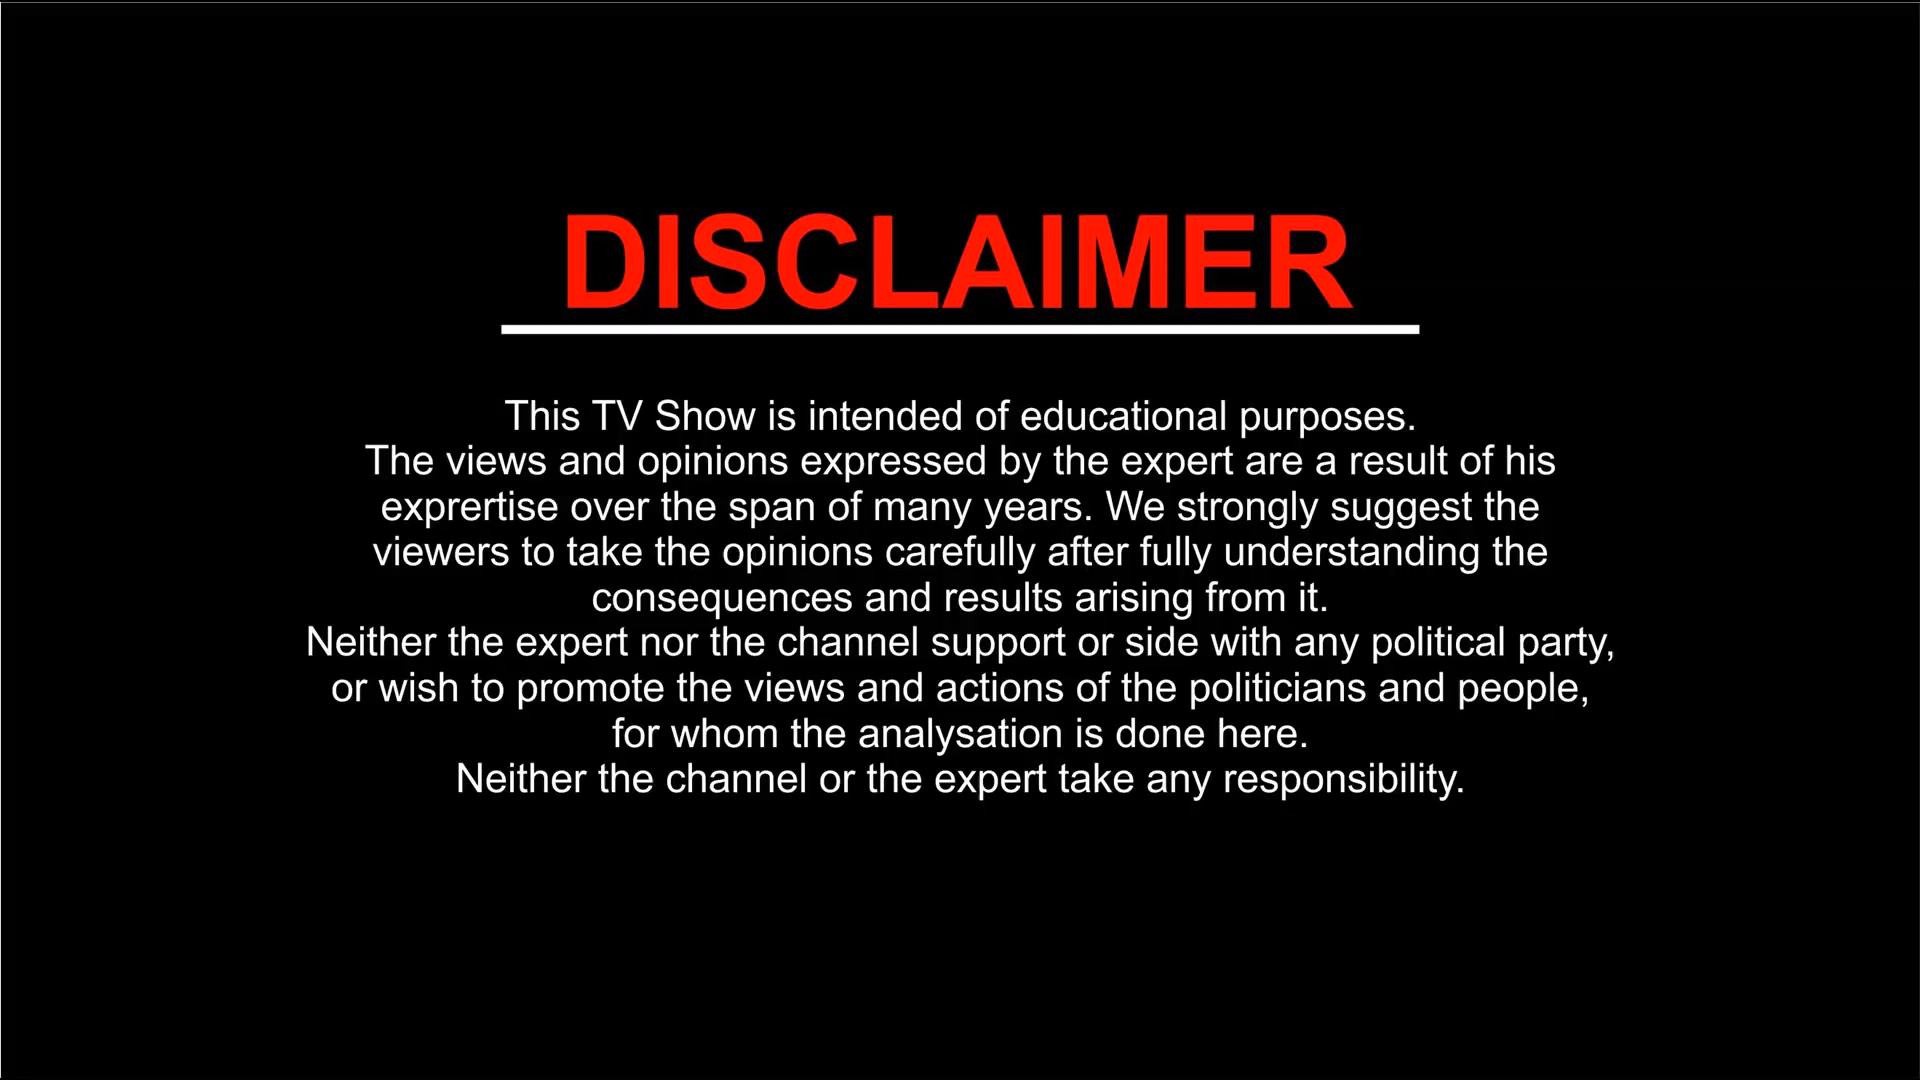 DISCLAIMER
This TV Show is intended of educational purposes.
The views and opinions expressed by the expert are a result of his
exprertise over the span of many years. We strongly suggest the
viewers to take the opinions carefully after fully understanding the
consequences and results arising from it.
Neither the expert nor the channel support or side with any political party,
or wish to promote the views and actions of the politicians and people,
for whom the analysation is done here.
Neither the channel or the expert take any responsibility.